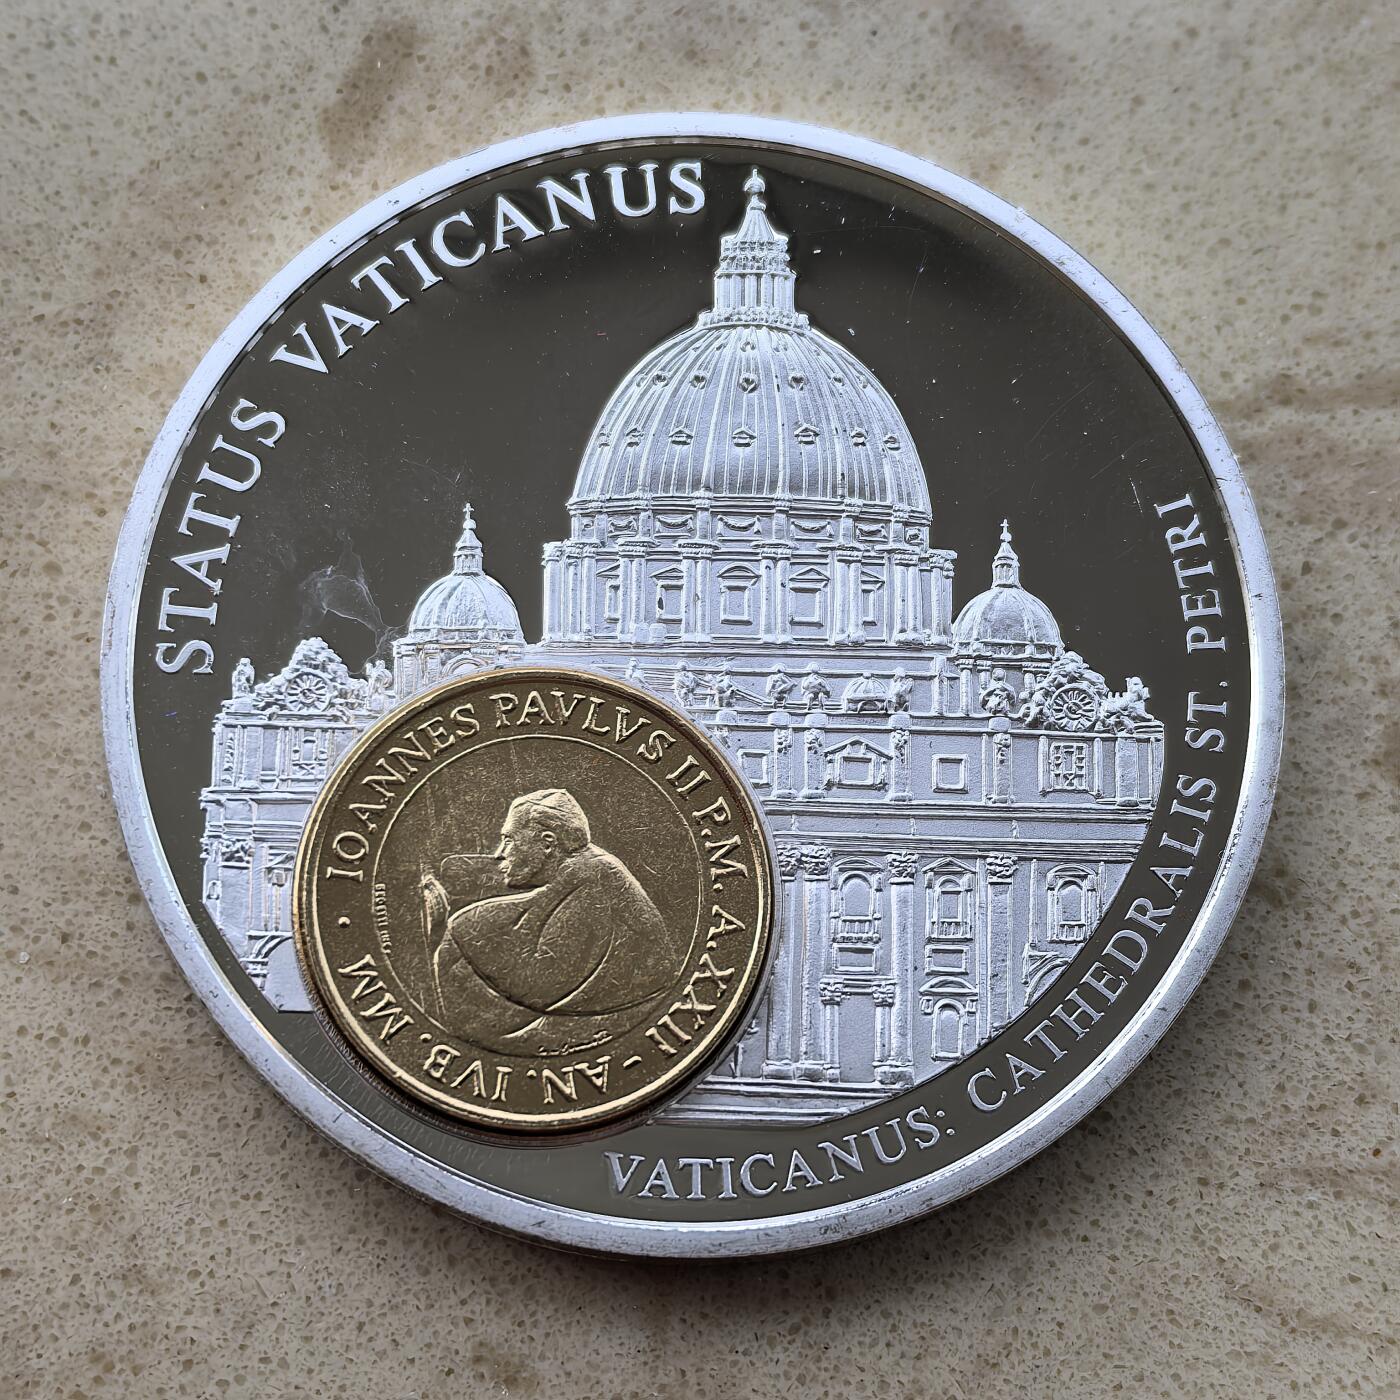 STATUS VATICANUS
VATICANUS: CATHEDRALIS ST. PETRI
IOANNES PAVLVS II P.M. A.XXII - AN. IVB. MM •